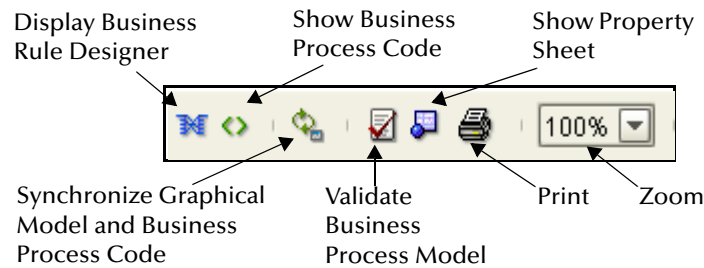 Display Business
Rule Designer
Show Business
Process Code
Show Property
Sheet
100%
Synchronize Graphical
Model and Business
Process Code
Validate
Business
Process Model
Print
Zoom